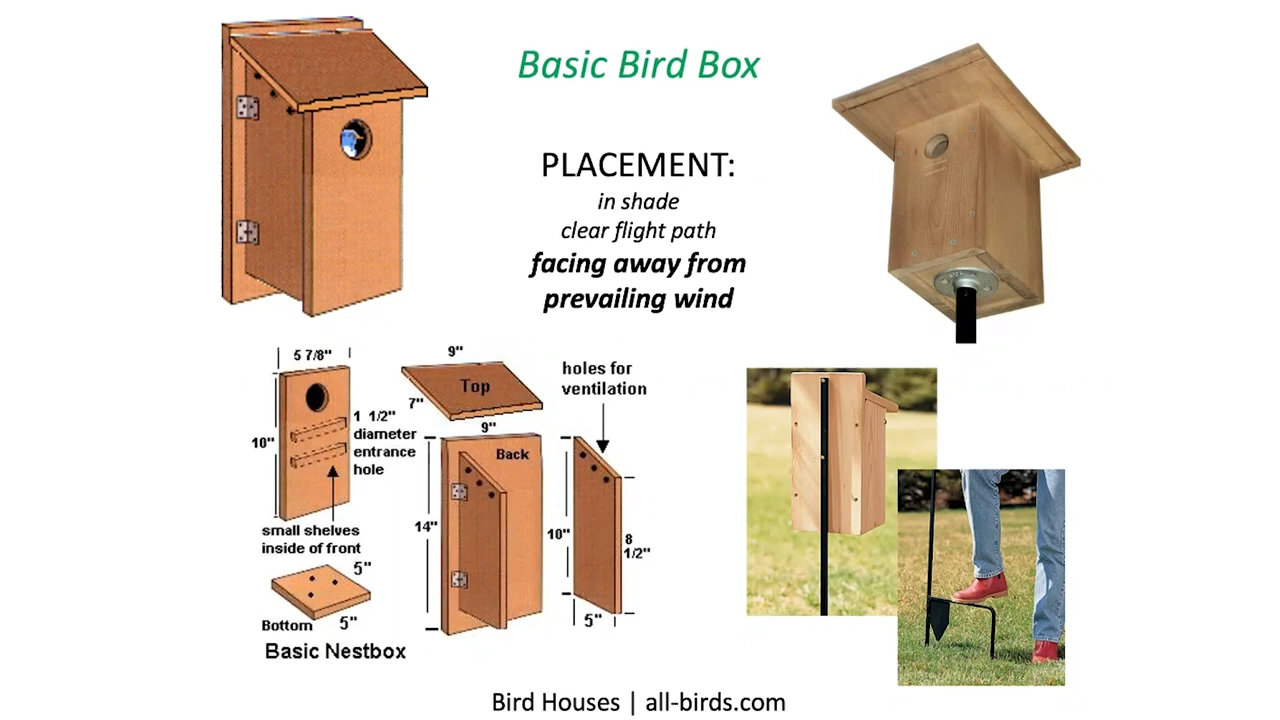 Basic Bird Box
PLACEMENT:
in shade
clear flight path
facing away from
prevailing wind
5 7/8"
10"
1 1/2"
diameter
entrance
hole
small shelves
inside of front
5"
5"
Bottom
Basic Nestbox
9"
Top
7"
9"
Back
14"
holes for
ventilation
10"
8
1/2"
5"
Bird Houses | all-birds.com